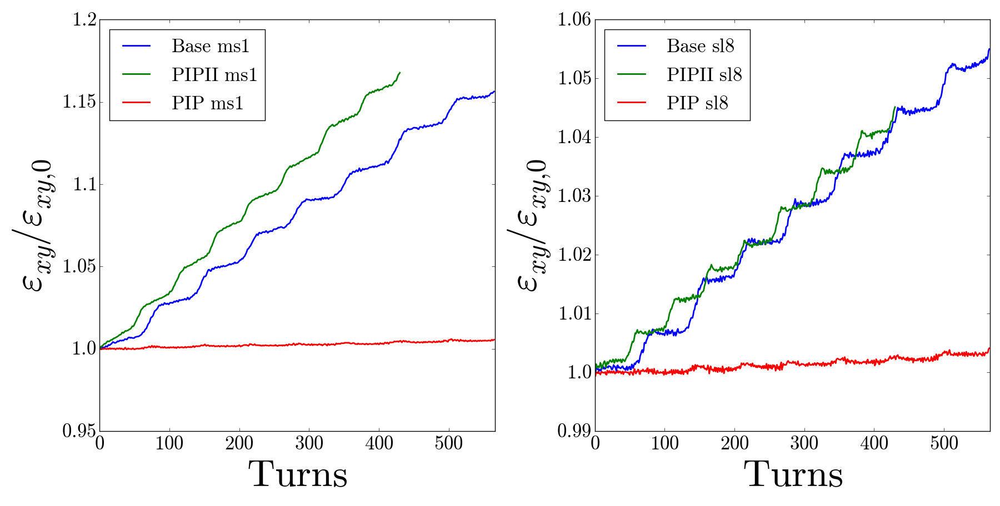 1.2
1.15
1.1
1.05
1.0
0.95
0 100 200 300 400 500
Turns
εxy/εxy,0
Base ms1
PIPII ms1
PIP ms1
1.06
1.05
1.04
1.03
1.02
1.01
1.0
0.99
0 100 200 300 400 500
Turns
εxy/εxy,0
Base sl8
PIPII sl8
PIP sl8